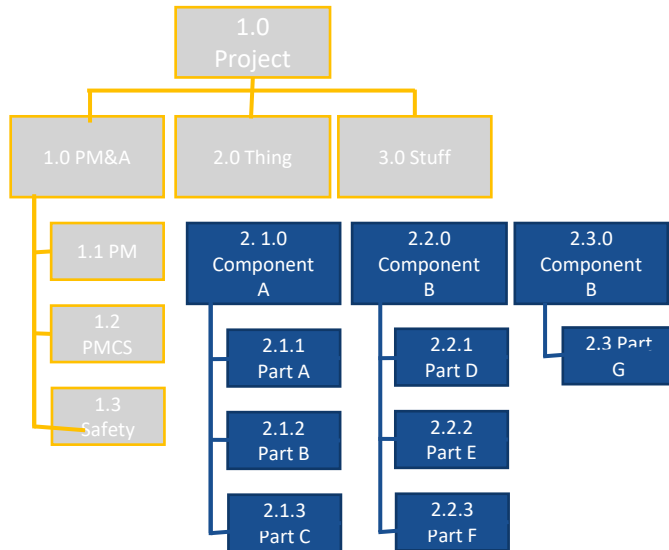 1.0
Project
1.0 PM&A
2.0 Thing
3.0 Stuff
1.1 PM
1.2
PMCS
1.3
Safety
2. 1.0
Component
A
2.1.1
Part A
2.1.2
Part B
2.1.3
Part C
2.2.0
Component
B
2.2.1
Part D
2.2.2
Part E
2.2.3
Part F
2.3.0
Component
B
2.3 Part
G